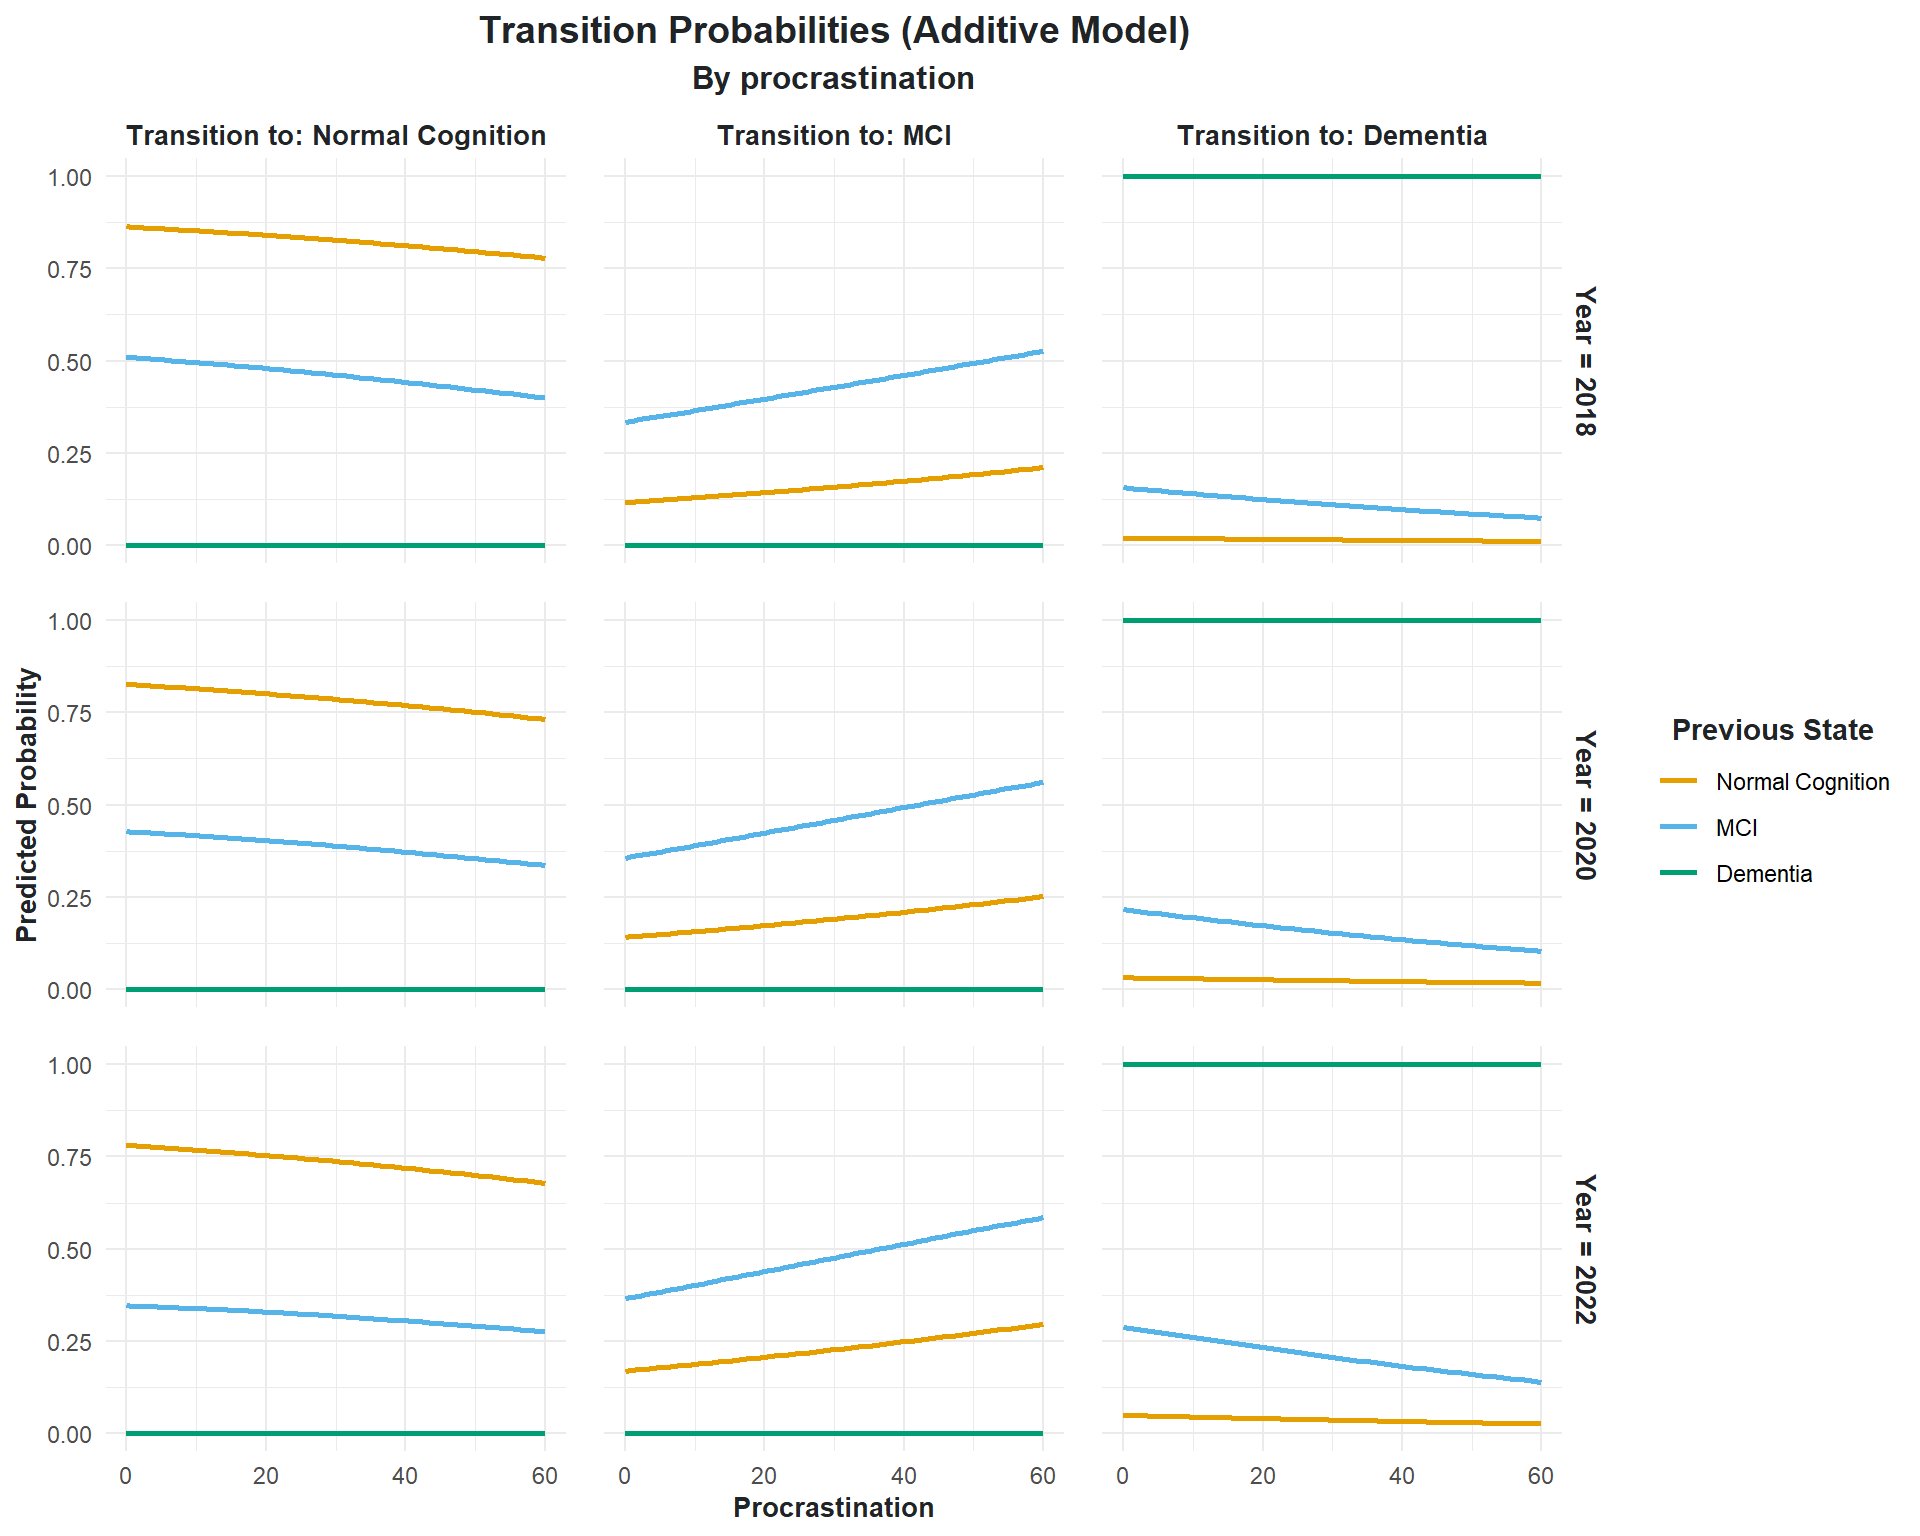 Transition Probabilities (Additive Model)
By procrastination
Transition to: Normal Cognition
Transition to: MCI
Transition to: Dementia
1.00
0.75
0.50
0.25
0.00
Year = 2018
1.00
0.75
0.50
0.25
0.00
Year = 2020
1.00
0.75
0.50
0.25
0.00
Year = 2022
Predicted Probability
0 20 40 60
0 20 40 60
0 20 40 60
Procrastination
Previous State
Normal Cognition
MCI
Dementia